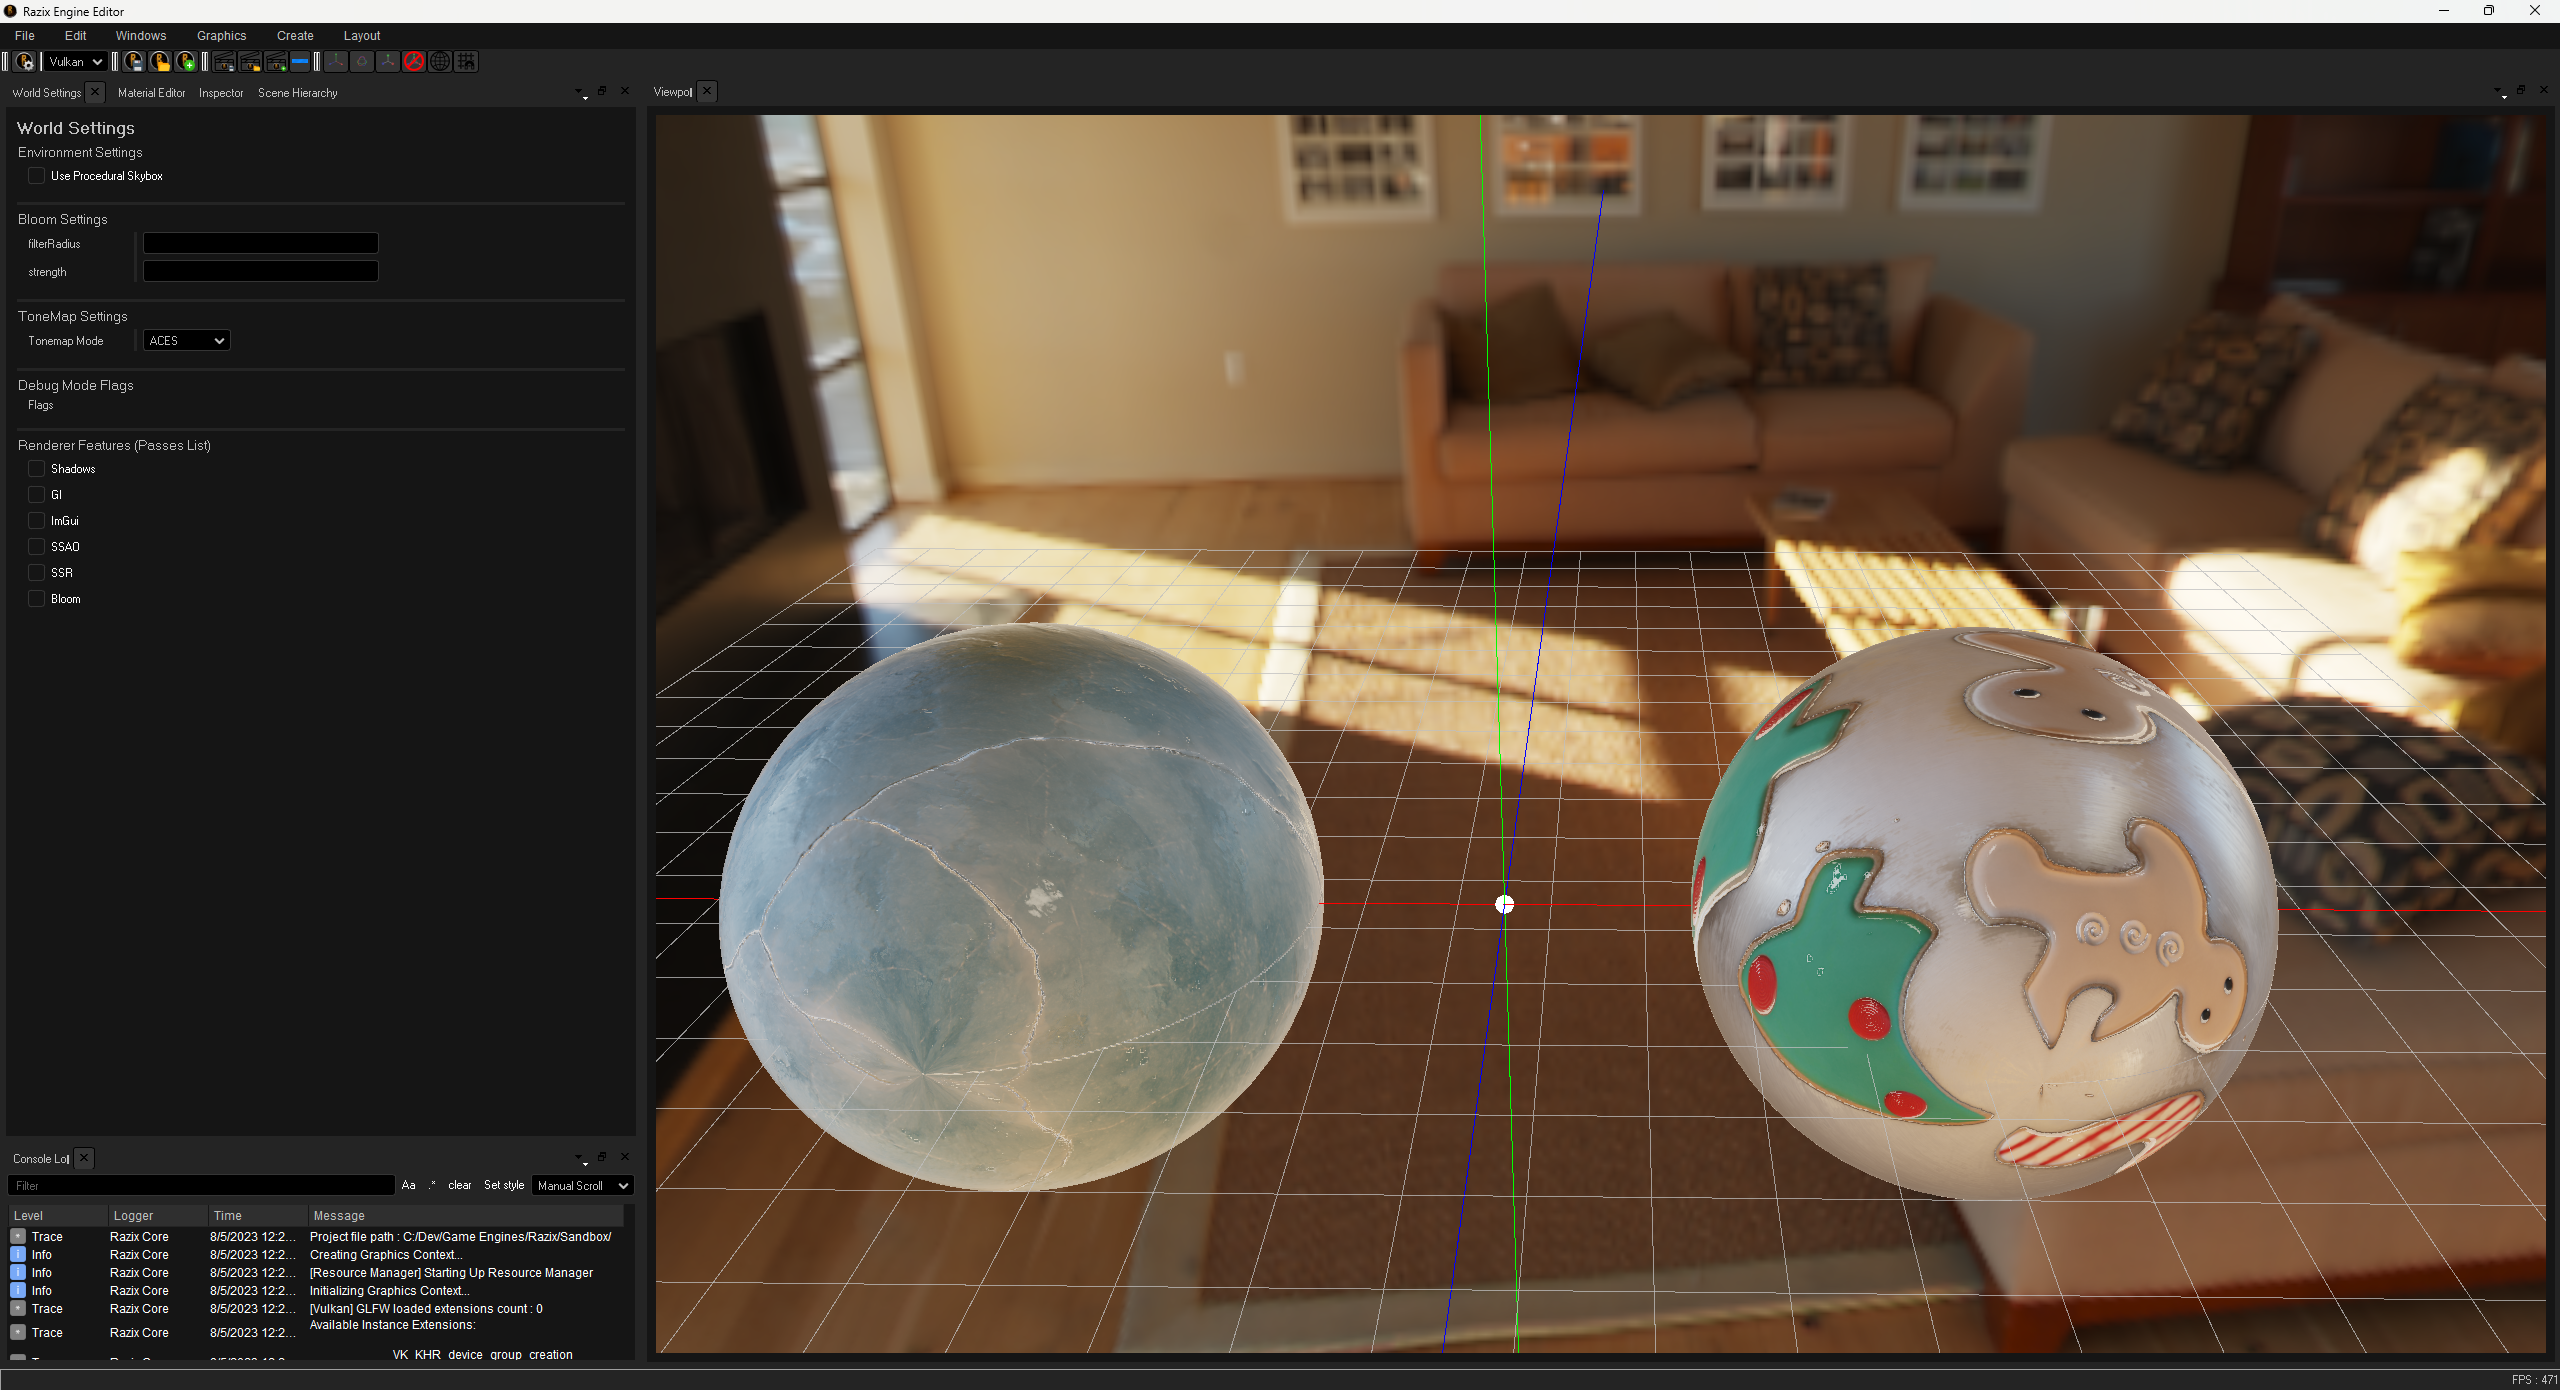 Razix Engine Editor
File Edit Windows Graphics Create Layout
Vulkan
World Settings Material Editor Inspector Scene Hierarchy
Viewpo
World Settings
Environment Settings
Use Procedural Skybox
Bloom Settings
filterRadius
strength
ToneMap Settings
Tonemap Mode ACES
Debug Mode Flags
Flags
Renderer Features (Passes List)
Shadows
GI
ImGui
SSAO
SSR
Bloom
Console Lo
Filter Aa .* clear Set style Manual Scroll
Level Logger Time Message
Trace Razix Core 8/5/2023 12:2... Project file path : C:/Dev/Game Engines/Razix/Sandbox/
Info Razix Core 8/5/2023 12:2... Creating Graphics Context...
Info Razix Core 8/5/2023 12:2... [Resource Manager] Starting Up Resource Manager
Info Razix Core 8/5/2023 12:2... Initializing Graphics Context...
Trace Razix Core 8/5/2023 12:2... [Vulkan] GLFW loaded extensions count : 0
Trace Razix Core 8/5/2023 12:2... Available Instance Extensions:
VK_KHR_device_group_creation
FPS : 471